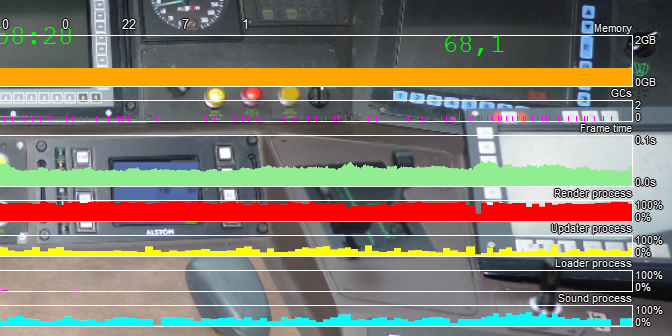 0 0 22 7 1
58:28
68,1
Memory
2GB
0GB
GCs
2
0
Frame time
0.1s
0.0s
Render process
100%
0%
ALSTOM
Updater process
100%
0%
Loader process
100%
0%
Sound process
100%
0%